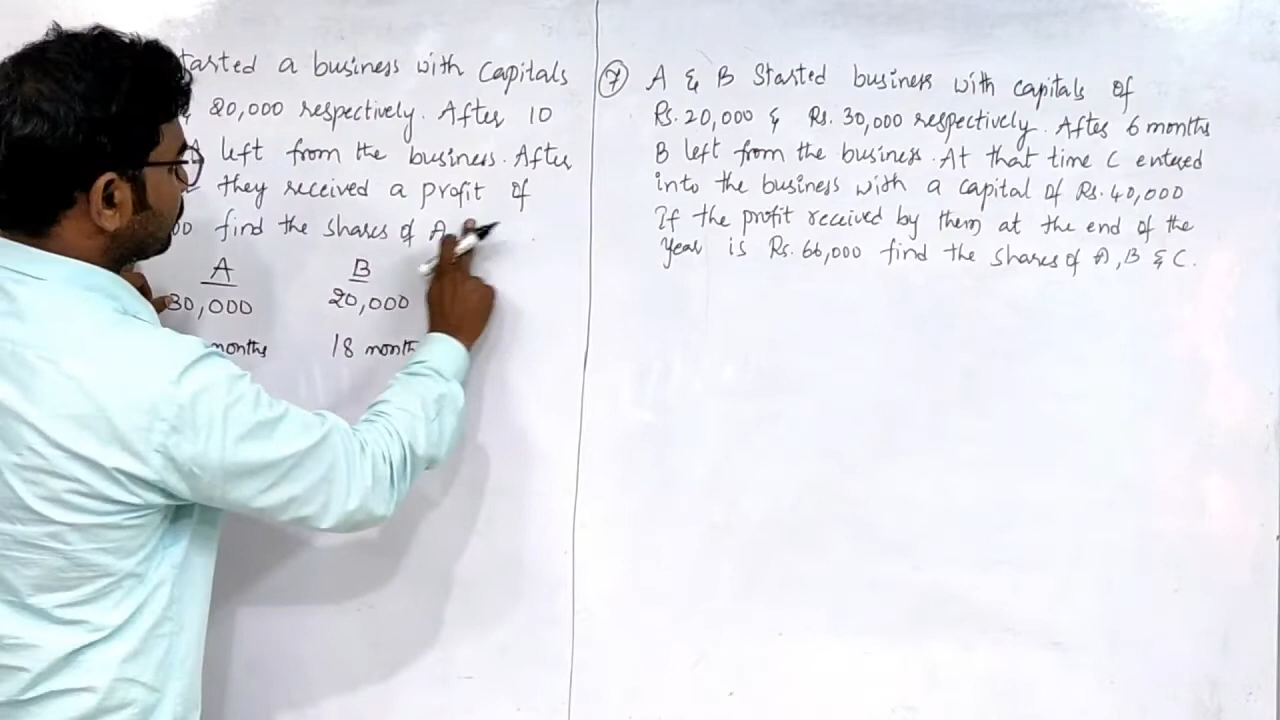 tarted a business with capitals
20,000 respectively. After 10
A left from the business. After
they received a profit of
00 find the shares of A
A B
30,000 20,000
months 18 month
7 A & B Started business with capitals of
Rs. 20,000 & Rs. 30,000 respectively. After 6 months
B left from the business. At that time C entered
into the business with a capital of Rs. 40,000
If the profit received by them at the end of the
year is Rs. 66,000 find the shares of A, B & C.